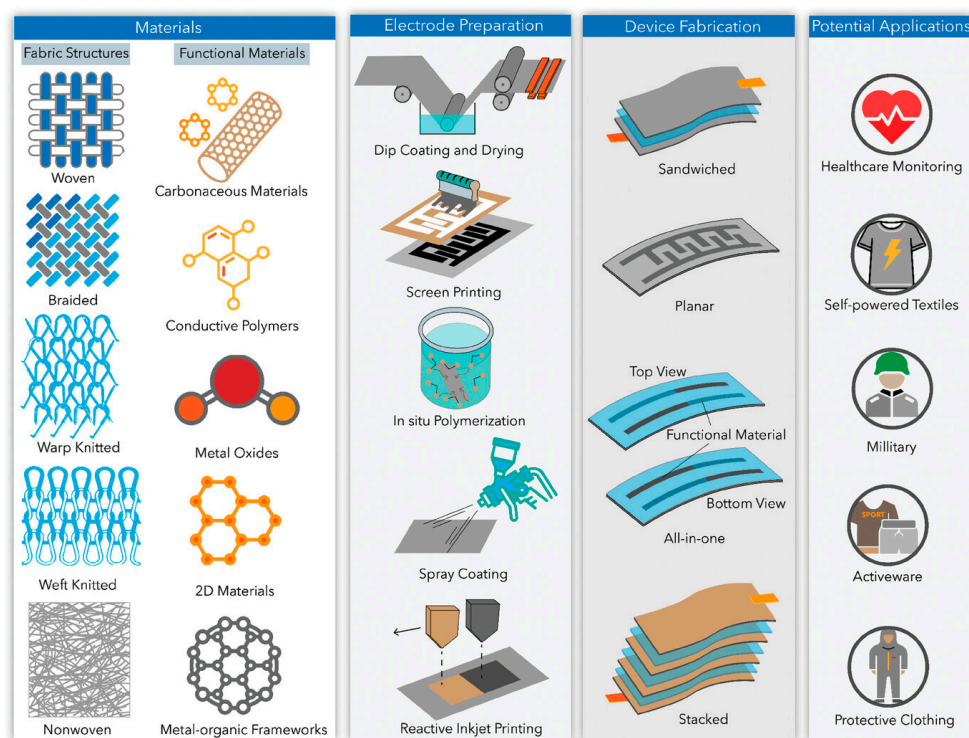 Materials
Fabric Structures
Functional Materials
Woven
Carbonaceous Materials
Braided
Conductive Polymers
Warp Knitted
Metal Oxides
Weft Knitted
2D Materials
Nonwoven
Metal-organic Frameworks
Electrode Preparation
Dip Coating and Drying
Screen Printing
In situ Polymerization
Spray Coating
Reactive Inkjet Printing
Device Fabrication
Sandwiched
Planar
Top View
Functional Material
Bottom View
All-in-one
Stacked
Potential Applications
Healthcare Monitoring
Self-powered Textiles
Millitary
SPORT
Activeware
Protective Clothing